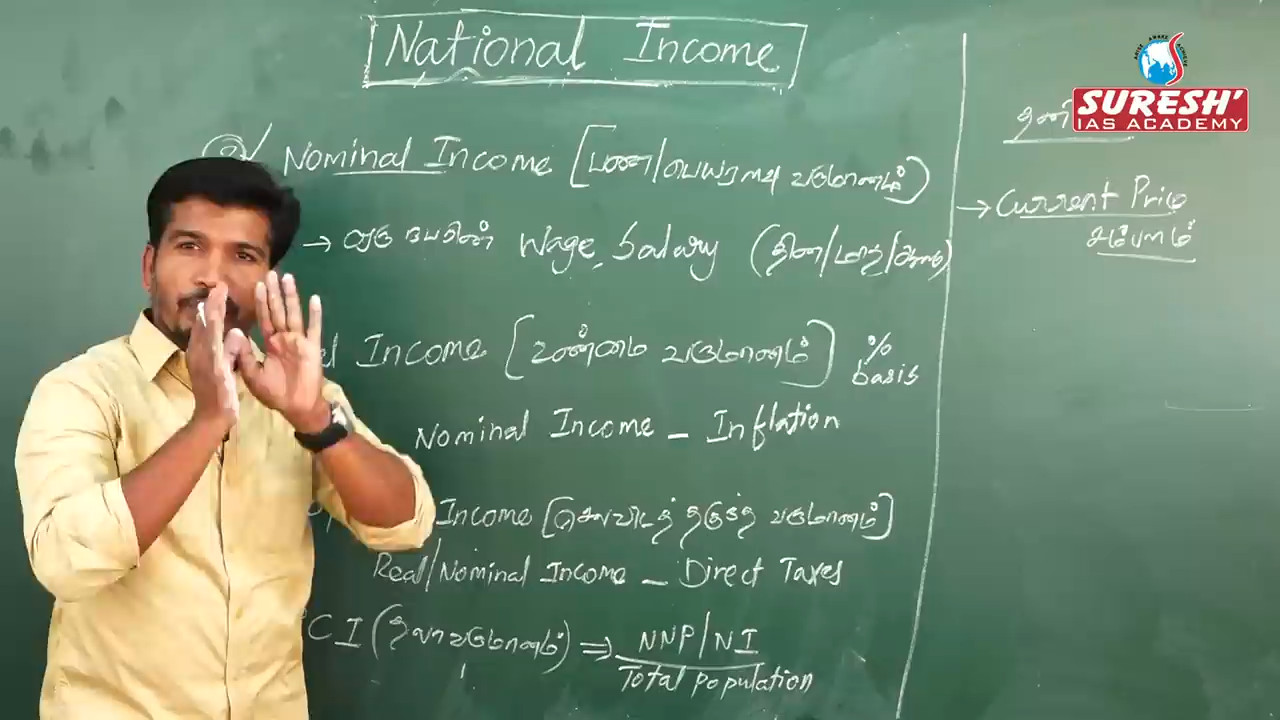 National Income
Nominal Income [பண/பெயரளவு வருமானம்]
→ ஒரு நபரின் Wage, Salary (தின/மாத/ஆண்டு)
Income [உண்மை வருமானம்] % basis
Nominal Income - Inflation
Income [செலவிடத் தகுந்த வருமானம்]
Real/Nominal Income - Direct Taxes
CI (தலா வருமானம்) ⇒ NNP/NI
Total population
தனி
→ Current Price
சம்பளம்
SURESH'
IAS ACADEMY